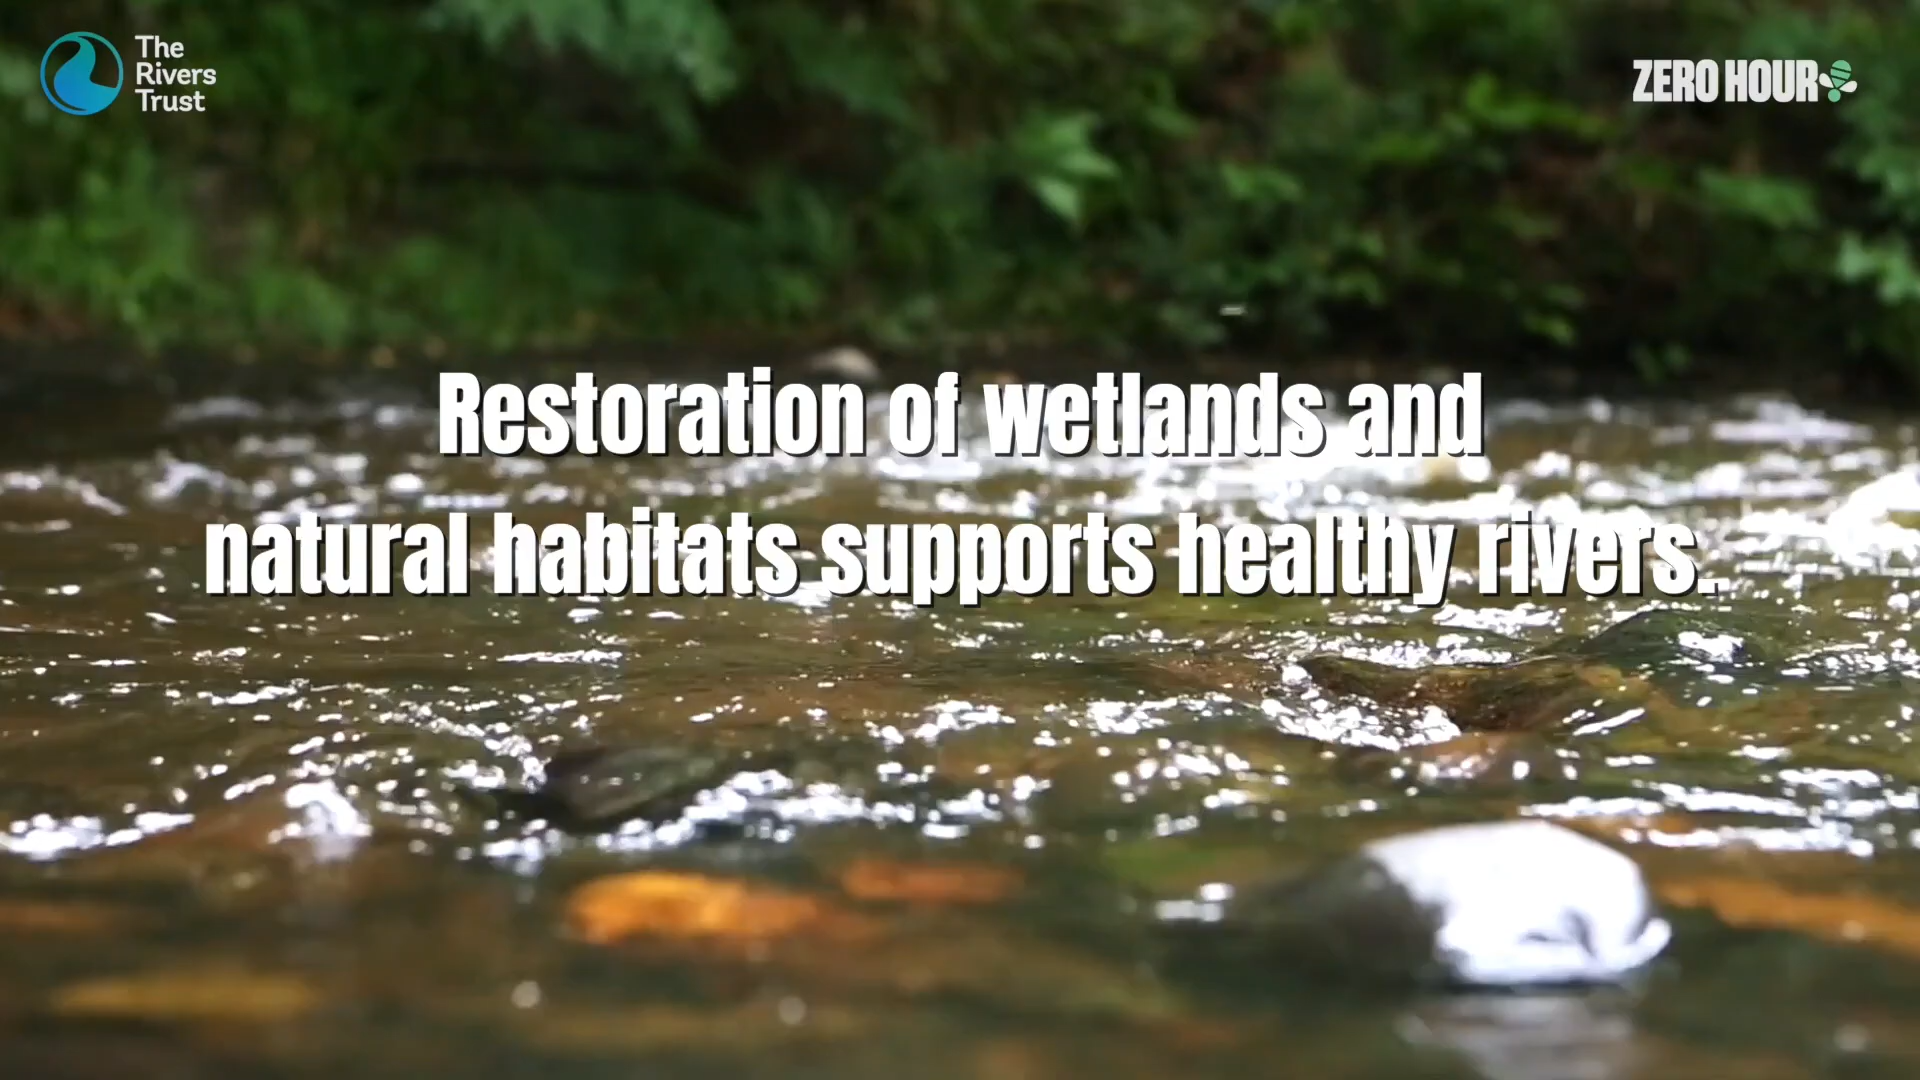 The
Rivers
Trust
ZERO HOUR
Restoration of wetlands and
natural habitats supports healthy rivers.